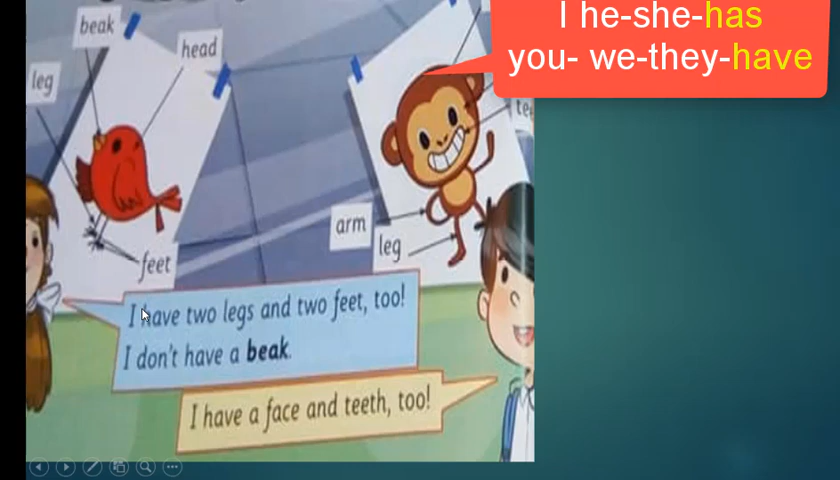 I he-she-has
you- we-they-have
beak
head
leg
arm
leg
feet
I have two legs and two feet, too!
I don't have a beak.
I have a face and teeth, too!